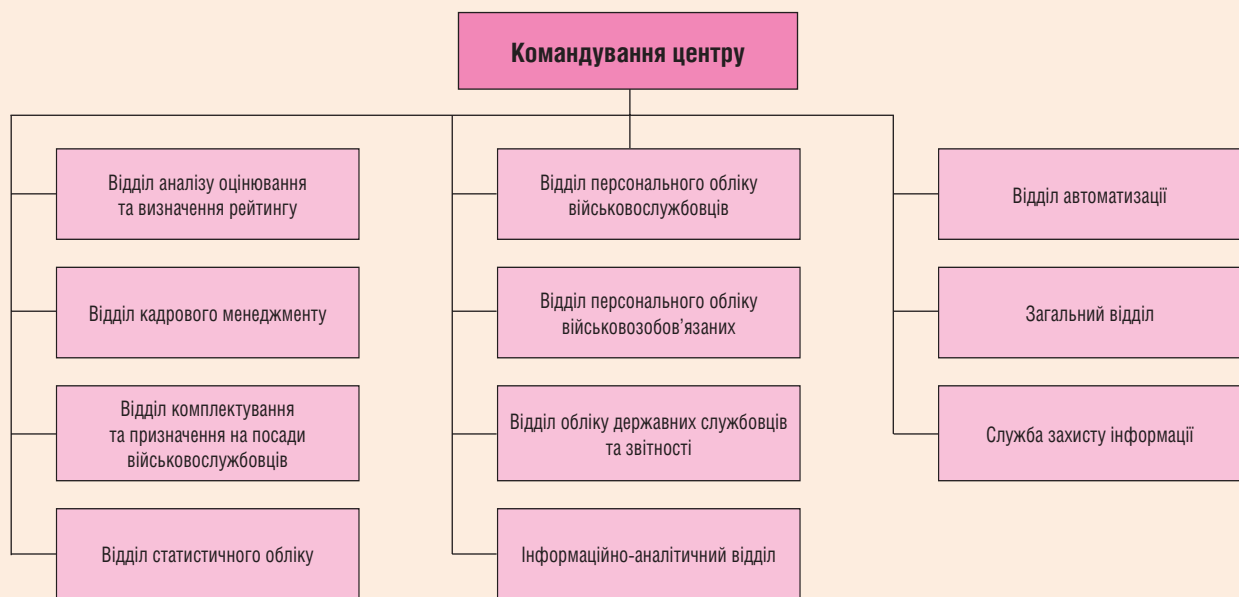 Командування центру
Відділ аналізу оцінювання
та визначення рейтингу
Відділ кадрового менеджменту
Відділ комплектування
та призначення на посади
військовослужбовців
Відділ статистичного обліку
Відділ персонального обліку
військовослужбовців
Відділ персонального обліку
військовозобов’язаних
Відділ обліку державних службовців
та звітності
Інформаційно-аналітичний відділ
Відділ автоматизації
Загальний відділ
Служба захисту інформації